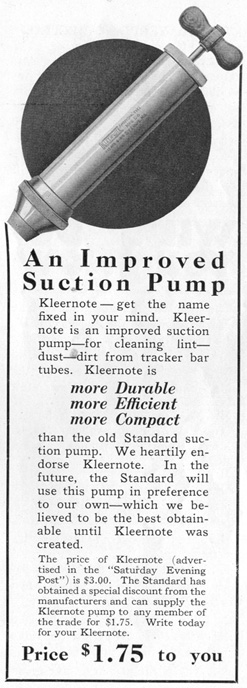 An Improved
Suction Pump
Kleernote — get the name
fixed in your mind. Kleer-
note is an improved suction
pump—for cleaning lint—
dust—dirt from tracker bar
tubes. Kleernote is
more Durable
more Efficient
more Compact
than the old Standard suc-
tion pump. We heartily en-
dorse Kleernote. In the
future, the Standard will
use this pump in preference
to our own—which we be-
lieved to be the best obtain-
able until Kleernote was
created.
The price of Kleernote (adver-
tised in the "Saturday Evening
Post") is $3.00. The Standard has
obtained a special discount from the
manufacturers and can supply the
Kleernote pump to any member of
the trade for $1.75. Write today
for your Kleernote.
Price $1.75 to you